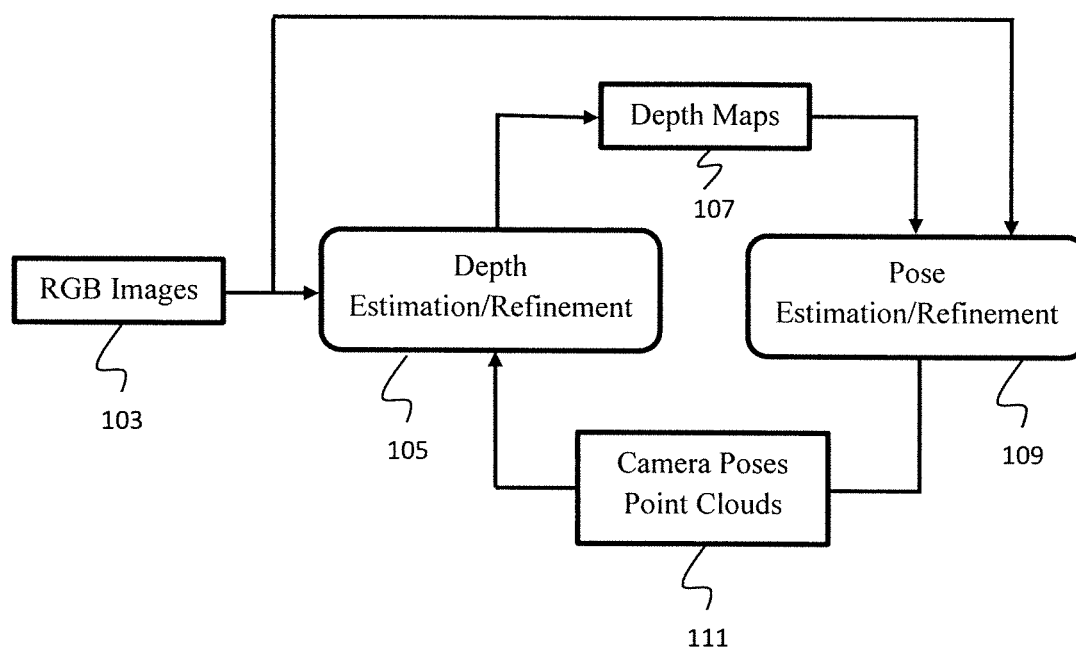 Depth Maps
107
RGB Images
103
Depth
Estimation/Refinement
105
Pose
Estimation/Refinement
109
Camera Poses
Point Clouds
111